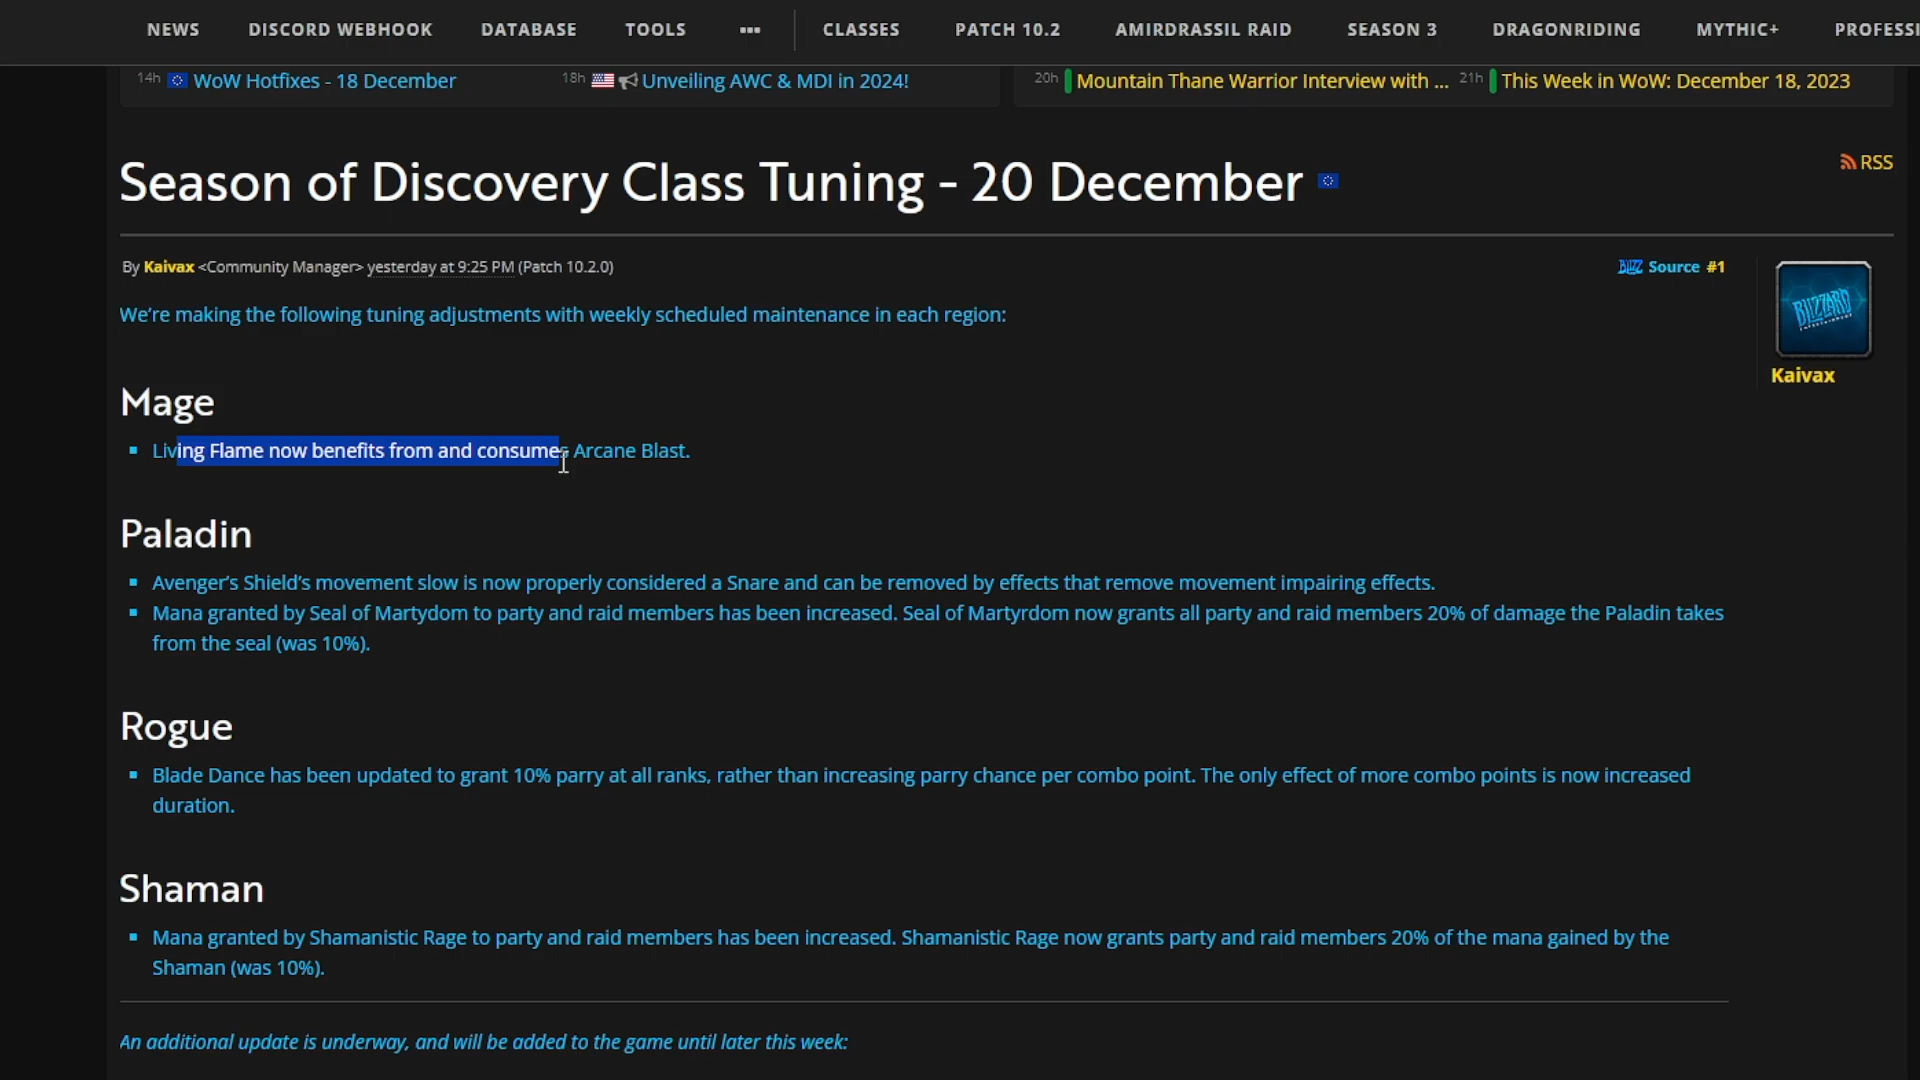 NEWS DISCORD WEBHOOK DATABASE TOOLS ••• CLASSES PATCH 10.2 AMIRDRASSIL RAID SEASON 3 DRAGONRIDING MYTHIC+ PROFESSI
14h WoW Hotfixes - 18 December 18h Unveiling AWC & MDI in 2024! 20h Mountain Thane Warrior Interview with ... 21h This Week in WoW: December 18, 2023
RSS
Season of Discovery Class Tuning - 20 December
By Kaivax <Community Manager> yesterday at 9:25 PM (Patch 10.2.0) BLIZZ Source #1
We're making the following tuning adjustments with weekly scheduled maintenance in each region:
BLIZZARD
ENTERTAINMENT
Kaivax
Mage
▪ Living Flame now benefits from and consumes Arcane Blast.
Paladin
▪ Avenger's Shield's movement slow is now properly considered a Snare and can be removed by effects that remove movement impairing effects.
▪ Mana granted by Seal of Martydom to party and raid members has been increased. Seal of Martyrdom now grants all party and raid members 20% of damage the Paladin takes
from the seal (was 10%).
Rogue
▪ Blade Dance has been updated to grant 10% parry at all ranks, rather than increasing parry chance per combo point. The only effect of more combo points is now increased
duration.
Shaman
▪ Mana granted by Shamanistic Rage to party and raid members has been increased. Shamanistic Rage now grants party and raid members 20% of the mana gained by the
Shaman (was 10%).
An additional update is underway, and will be added to the game until later this week: